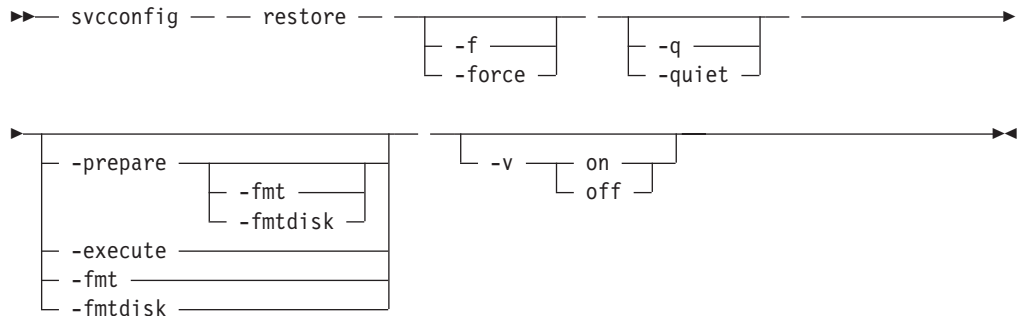 svcconfig restore
-f -q
-force -quiet
-prepare -v on
-fmt off
-fmtdisk
-execute
-fmt
-fmtdisk